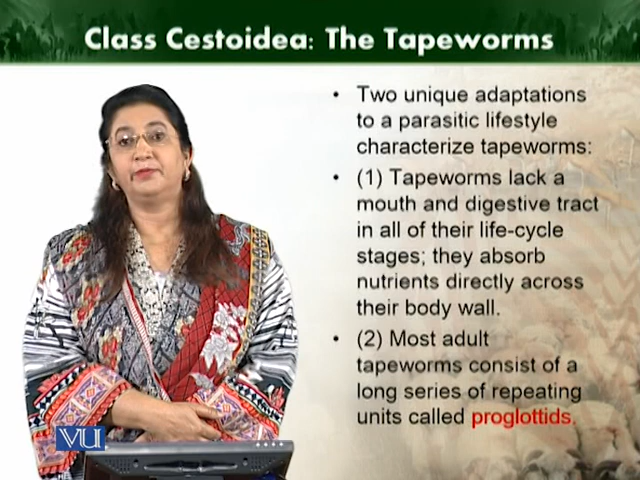 Class Cestoidea: The Tapeworms
• Two unique adaptations
to a parasitic lifestyle
characterize tapeworms:
• (1) Tapeworms lack a
mouth and digestive tract
in all of their life-cycle
stages; they absorb
nutrients directly across
their body wall.
• (2) Most adult
tapeworms consist of a
long series of repeating
units called proglottids.
VU